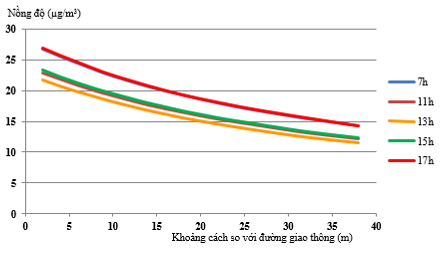 Nồng độ (µg/m³)
30
25
20
15
10
5
0
0 5 10 15 20 25 30 35 40
Khoảng cách so với đường giao thông (m)
7h
11h
13h
15h
17h